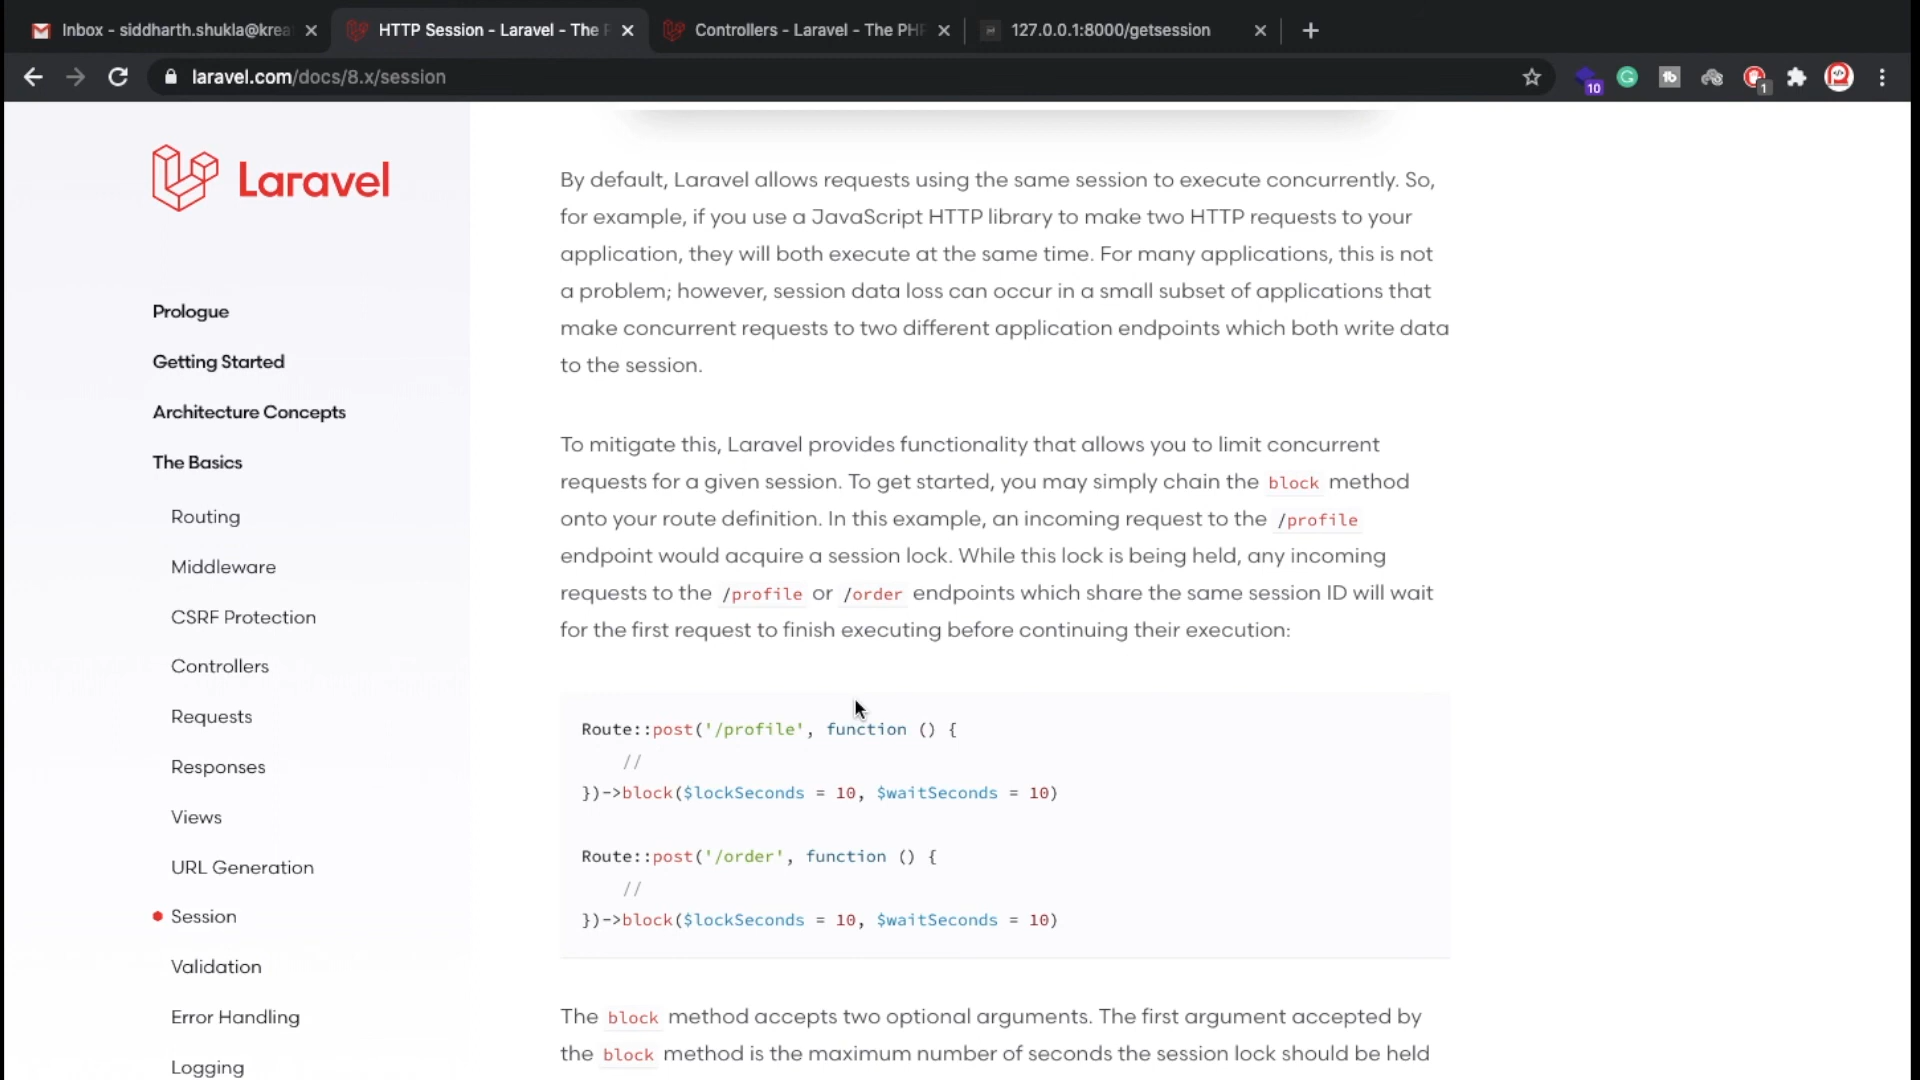 Inbox - siddharth.shukla@krea
HTTP Session - Laravel - The P
Controllers - Laravel - The PHP
127.0.0.1:8000/getsession
laravel.com/docs/8.x/session
10
1
Laravel
Prologue
Getting Started
Architecture Concepts
The Basics
Routing
Middleware
CSRF Protection
Controllers
Requests
Responses
Views
URL Generation
Session
Validation
Error Handling
Logging
By default, Laravel allows requests using the same session to execute concurrently. So,
for example, if you use a JavaScript HTTP library to make two HTTP requests to your
application, they will both execute at the same time. For many applications, this is not
a problem; however, session data loss can occur in a small subset of applications that
make concurrent requests to two different application endpoints which both write data
to the session.
To mitigate this, Laravel provides functionality that allows you to limit concurrent
requests for a given session. To get started, you may simply chain the block method
onto your route definition. In this example, an incoming request to the /profile
endpoint would acquire a session lock. While this lock is being held, any incoming
requests to the /profile or /order endpoints which share the same session ID will wait
for the first request to finish executing before continuing their execution:
Route::post('/profile', function () {
//
})->block($lockSeconds = 10, $waitSeconds = 10)
Route::post('/order', function () {
//
})->block($lockSeconds = 10, $waitSeconds = 10)
The block method accepts two optional arguments. The first argument accepted by
the block method is the maximum number of seconds the session lock should be held